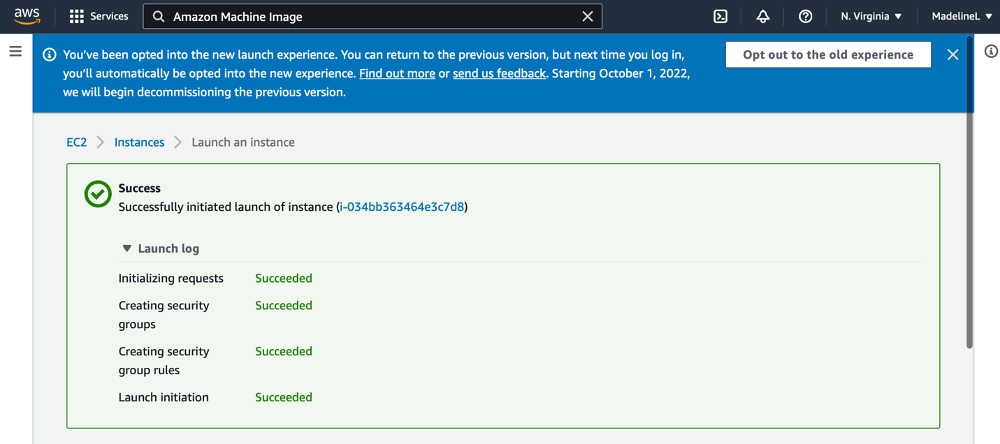 aws
Services
Amazon Machine Image
N. Virginia
MadelineL
You've been opted into the new launch experience. You can return to the previous version, but next time you log in,
you'll automatically be opted into the new experience. Find out more or send us feedback. Starting October 1, 2022,
we will begin decommissioning the previous version.
Opt out to the old experience
EC2
Instances
Launch an instance
Success
Successfully initiated launch of instance (i-034bb363464e3c7d8)
Launch log
Initializing requests
Succeeded
Creating security
groups
Succeeded
Creating security
group rules
Succeeded
Launch initiation
Succeeded